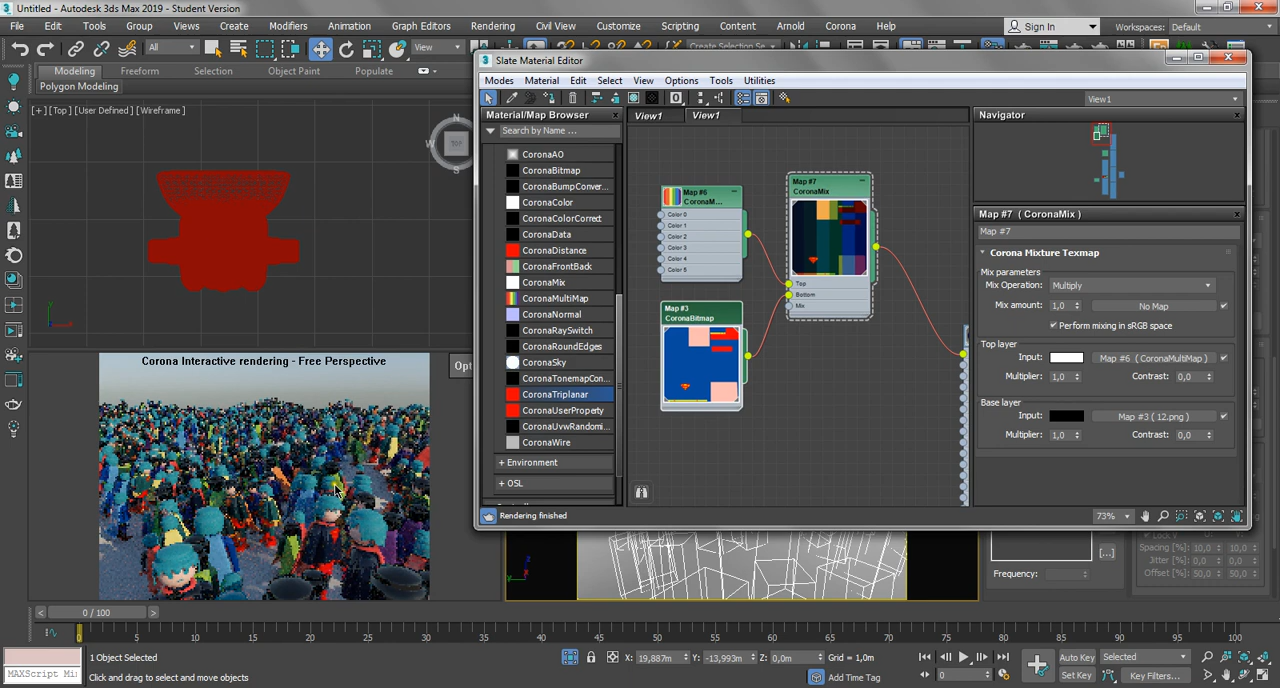 Untitled - Autodesk 3ds Max 2019 - Student Version
File Edit Tools Group Views Create Modifiers Animation Graph Editors Rendering Civil View Customize Scripting Content Arnold Corona Help Sign In Workspaces: Default
All View Create Selection Se
Modeling Freeform Selection Object Paint Populate
Polygon Modeling
[+] [Top] [User Defined] [Wireframe]
N
W
TOP
Corona Interactive rendering - Free Perspective
Opt
Slate Material Editor
Modes Material Edit Select View Options Tools Utilities
View1
Material/Map Browser
Search by Name ...
CoronaAO
CoronaBitmap
CoronaBumpConver...
CoronaColor
CoronaColorCorrect
CoronaData
CoronaDistance
CoronaFrontBack
CoronaMix
CoronaMultiMap
CoronaNormal
CoronaRaySwitch
CoronaRoundEdges
CoronaSky
CoronaTonemapCon...
CoronaTriplanar
CoronaUserProperty
CoronaUvwRandomi...
CoronaWire
+ Environment
+ OSL
View1 View1
Map #6
CoronaM...
Color 0
Color 1
Color 2
Color 3
Color 4
Color 5
Map #7
CoronaMix
Top
Bottom
Mix
Map #3
CoronaBitmap
Navigator
Map #7 ( CoronaMix )
Map #7
Corona Mixture Texmap
Mix parameters
Mix Operation: Multiply
Mix amount: 1,0 No Map
Perform mixing in sRGB space
Top layer
Input: Map #6 ( CoronaMultiMap )
Multiplier: 1,0 Contrast: 0,0
Base layer
Input: Map #3 ( 12.png )
Multiplier: 1,0 Contrast: 0,0
Rendering finished
73%
Spacing [%]: 10,0 10,0
Jitter [%]: 0,0 0,0
Offset [%]: 50,0 50,0
[...]
Frequency:
0 / 100
0 5 10 15 20 25 30 35 40 45 50 55 60 65 70 75 80 85 90 95 100
1 Object Selected
X: 19,887m Y: -13,993m Z: 0,0m Grid = 1,0m
Auto Key Selected
MAXScript Mi
Click and drag to select and move objects
Add Time Tag
0
Set Key Key Filters...